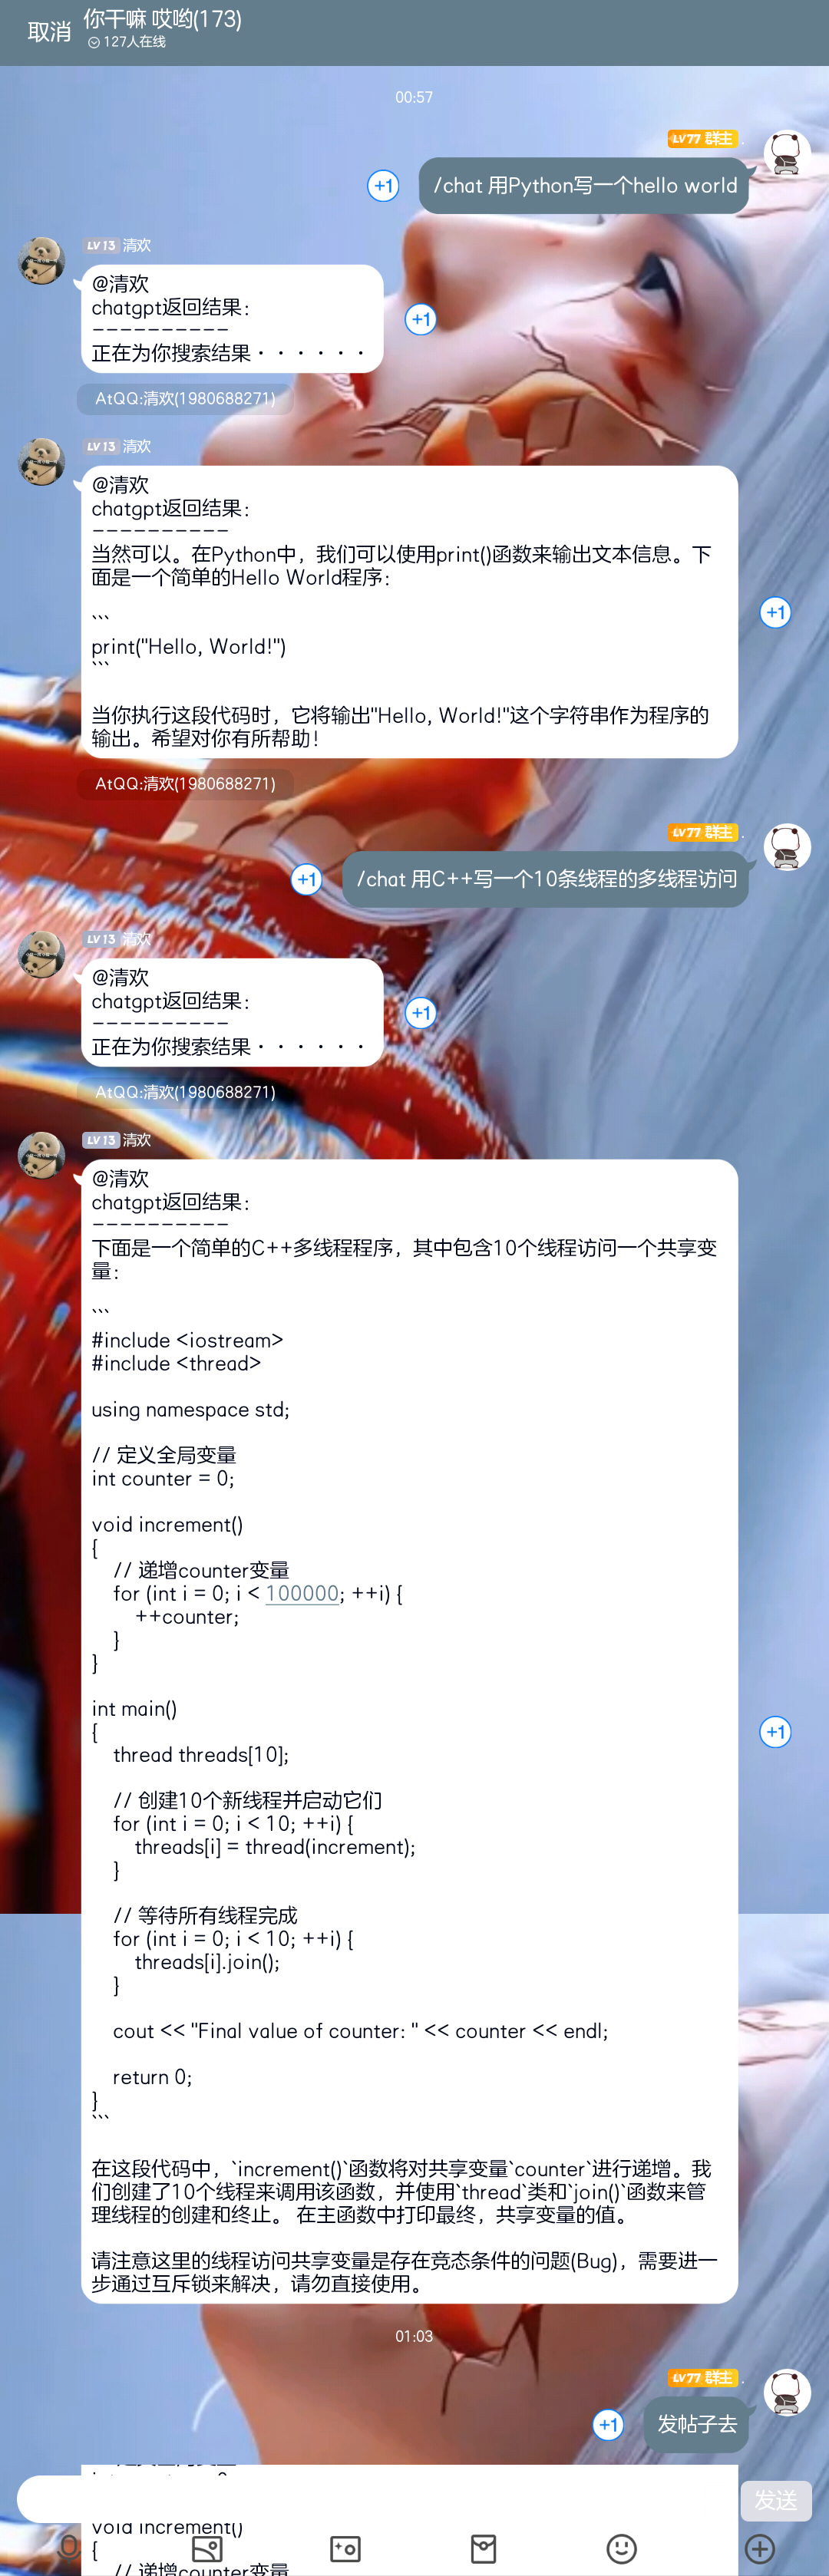 取消
你干嘛 哎哟(173)
127人在线
00:57
LV77 群主 .
/chat 用Python写一个hello world
+1
LV13 清欢
@清欢
chatgpt返回结果：
----------
正在为你搜索结果······
+1
AtQQ:清欢(1980688271)
LV13 清欢
@清欢
chatgpt返回结果：
----------
当然可以。在Python中，我们可以使用print()函数来输出文本信息。下
面是一个简单的Hello World程序：
```
print("Hello, World!")
```
当你执行这段代码时，它将输出"Hello, World!"这个字符串作为程序的
输出。希望对你有所帮助！
+1
AtQQ:清欢(1980688271)
LV77 群主 .
/chat 用C++写一个10条线程的多线程访问
+1
LV13 清欢
@清欢
chatgpt返回结果：
----------
正在为你搜索结果······
+1
AtQQ:清欢(1980688271)
LV13 清欢
@清欢
chatgpt返回结果：
----------
下面是一个简单的C++多线程程序，其中包含10个线程访问一个共享变
量：
```
#include <iostream>
#include <thread>
using namespace std;
// 定义全局变量
int counter = 0;
void increment()
{
// 递增counter变量
for (int i = 0; i < 100000; ++i) {
++counter;
}
}
int main()
{
thread threads[10];
// 创建10个新线程并启动它们
for (int i = 0; i < 10; ++i) {
threads[i] = thread(increment);
}
// 等待所有线程完成
for (int i = 0; i < 10; ++i) {
threads[i].join();
}
cout << "Final value of counter: " << counter << endl;
return 0;
}
```
在这段代码中，`increment()`函数将对共享变量`counter`进行递增。我
们创建了10个线程来调用该函数，并使用`thread`类和`join()`函数来管
理线程的创建和终止。 在主函数中打印最终，共享变量的值。
请注意这里的线程访问共享变量是存在竞态条件的问题(Bug)，需要进一
步通过互斥锁来解决，请勿直接使用。
+1
01:03
LV77 群主 .
发帖子去
+1
发送
void increment()
{
// 递增counter变量